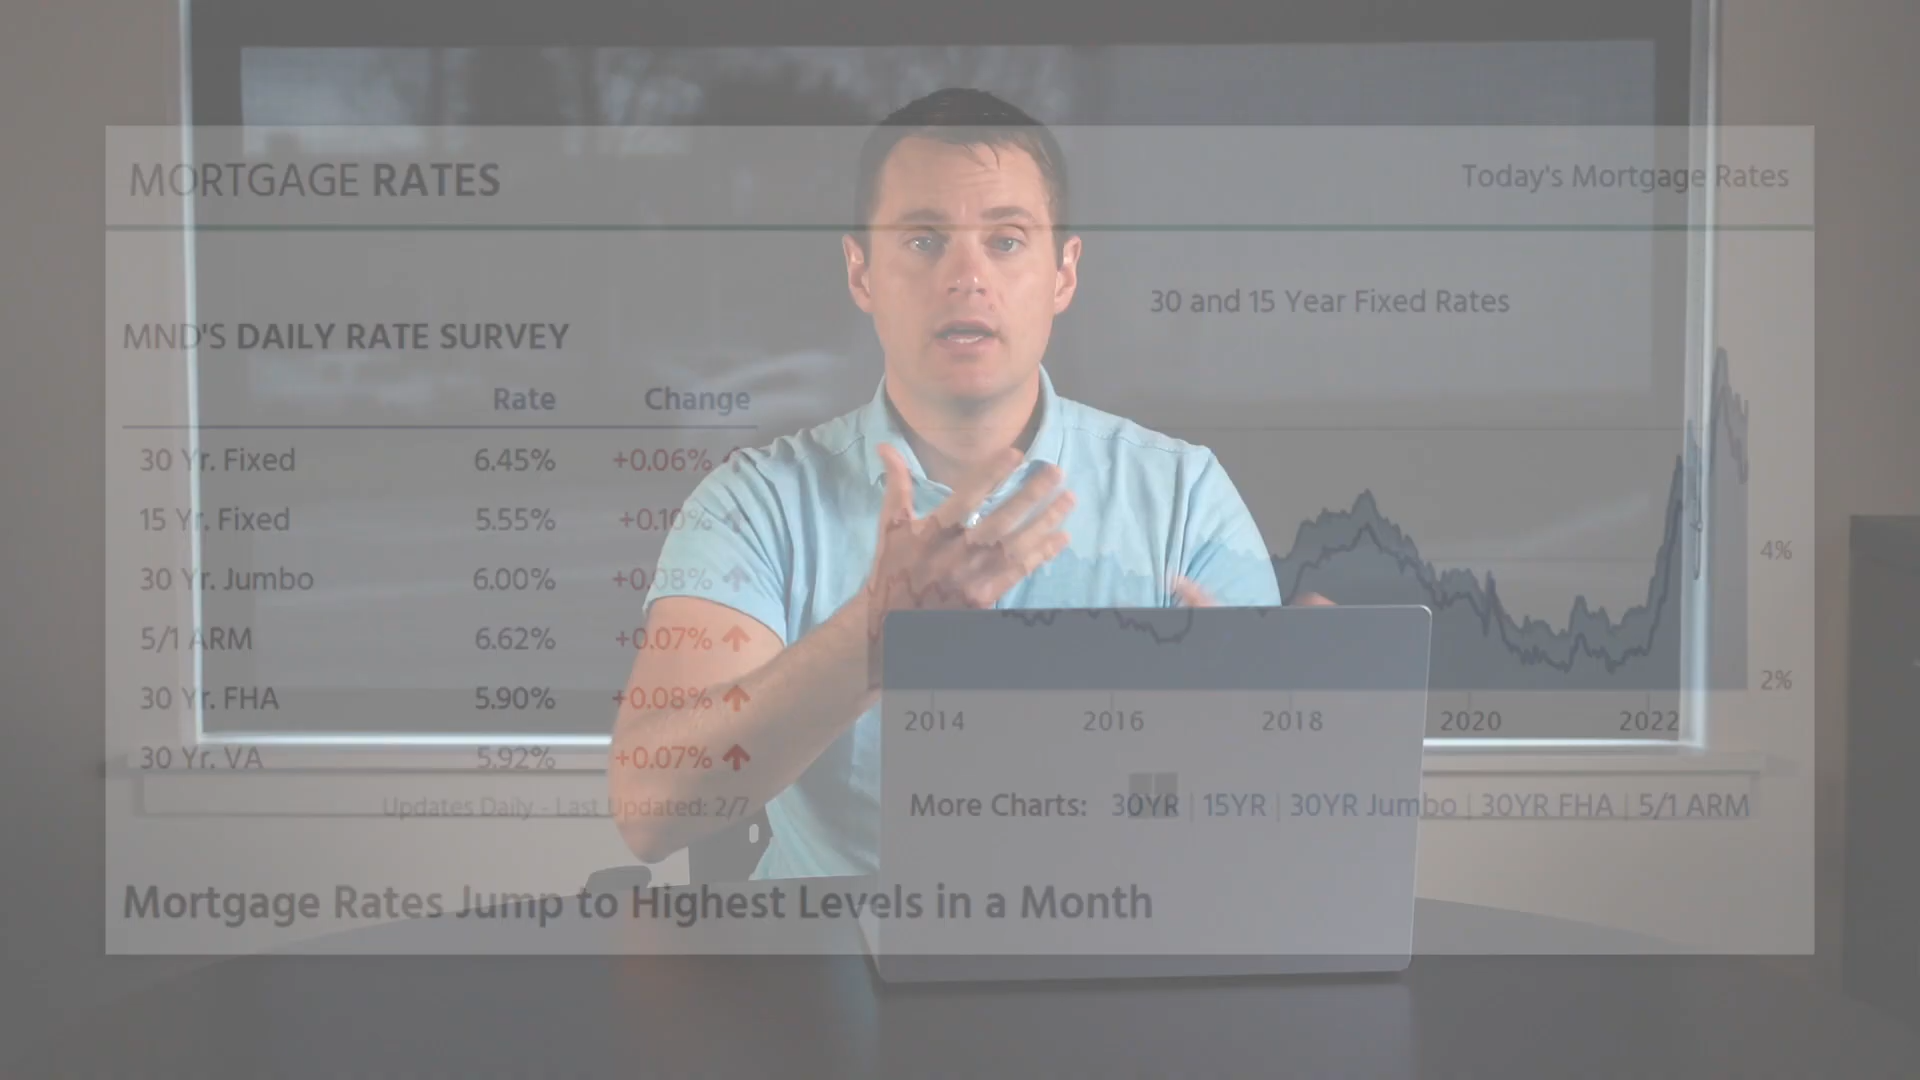 MORTGAGE RATES
Today's Mortgage Rates
MND'S DAILY RATE SURVEY
Rate Change
30 Yr. Fixed 6.45% +0.06%
15 Yr. Fixed 5.55% +0.10%
30 Yr. Jumbo 6.00% +0.08%
5/1 ARM 6.62% +0.07%
30 Yr. FHA 5.90% +0.08%
30 Yr. VA 5.92% +0.07%
Updates Daily - Last Updated: 2/7
30 and 15 Year Fixed Rates
4%
2%
2014 2016 2018 2020 2022
More Charts: 30YR | 15YR | 30YR Jumbo | 30YR FHA | 5/1 ARM
Mortgage Rates Jump to Highest Levels in a Month